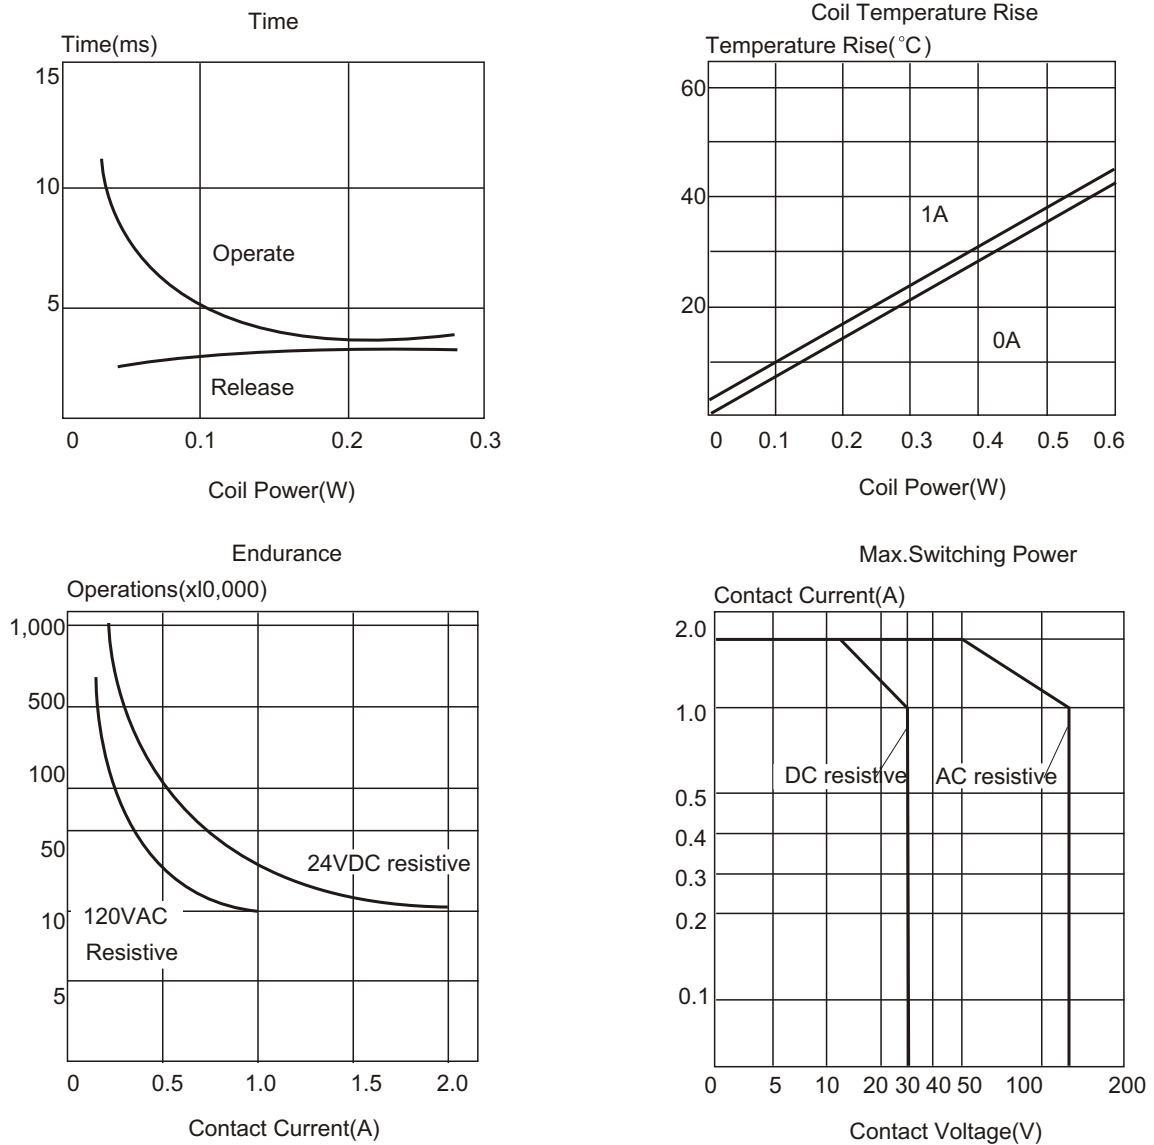 Time
Time(ms)
15
10
5
Operate
Release
0 0.1 0.2 0.3
Coil Power(W)
Coil Temperature Rise
Temperature Rise(°C)
60
40
20
1A
0A
0 0.1 0.2 0.3 0.4 0.5 0.6
Coil Power(W)
Endurance
Operations(xl0,000)
1,000
500
100
50
10
5
24VDC resistive
120VAC
Resistive
0 0.5 1.0 1.5 2.0
Contact Current(A)
Max.Switching Power
Contact Current(A)
2.0
1.0
DC resistive AC resistive
0.5
0.4
0.3
0.2
0.1
0 5 10 20 30 40 50 100 200
Contact Voltage(V)